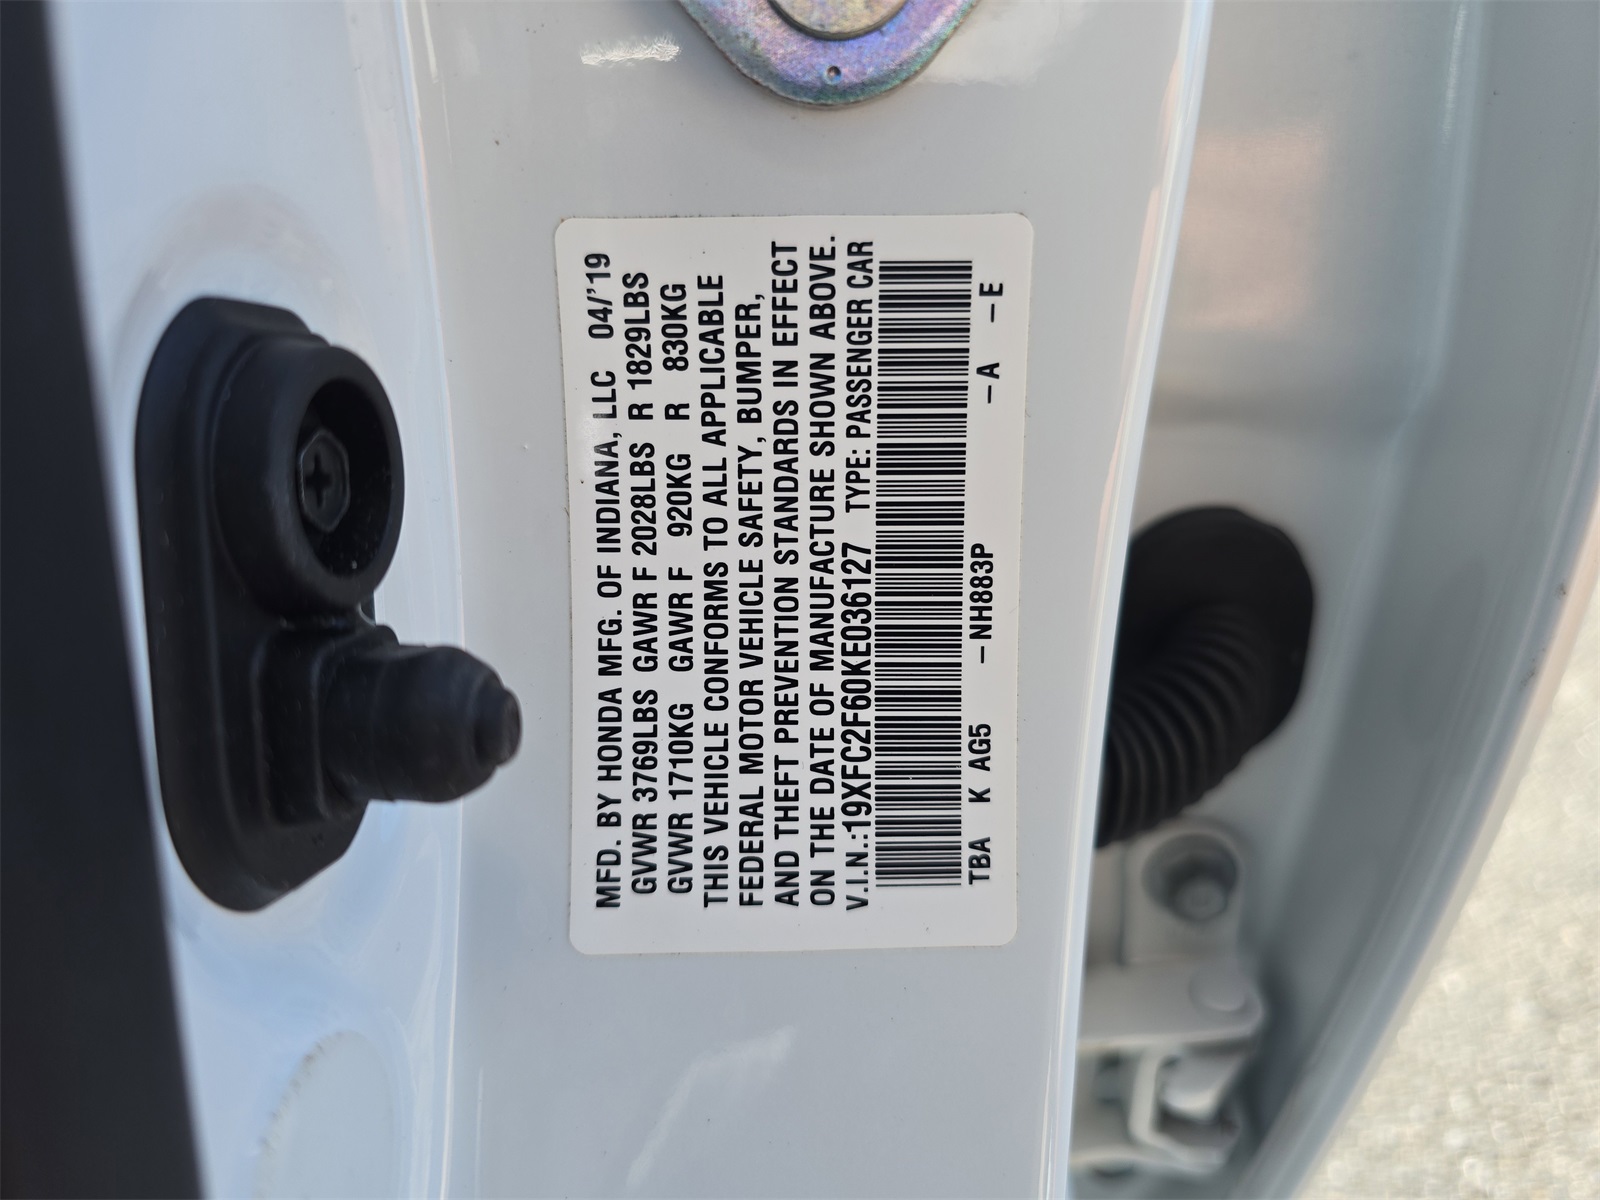 MFD. BY HONDA MFG. OF INDIANA, LLC 04/'19
GVWR 3769LBS GAWR F 2028LBS R 1829LBS
GVWR 1710KG GAWR F 920KG R 830KG
THIS VEHICLE CONFORMS TO ALL APPLICABLE
FEDERAL MOTOR VEHICLE SAFETY, BUMPER,
AND THEFT PREVENTION STANDARDS IN EFFECT
ON THE DATE OF MANUFACTURE SHOWN ABOVE.
V.I.N.:19XFC2F60KE036127 TYPE: PASSENGER CAR
TBA K AG5 –NH883P –A –E